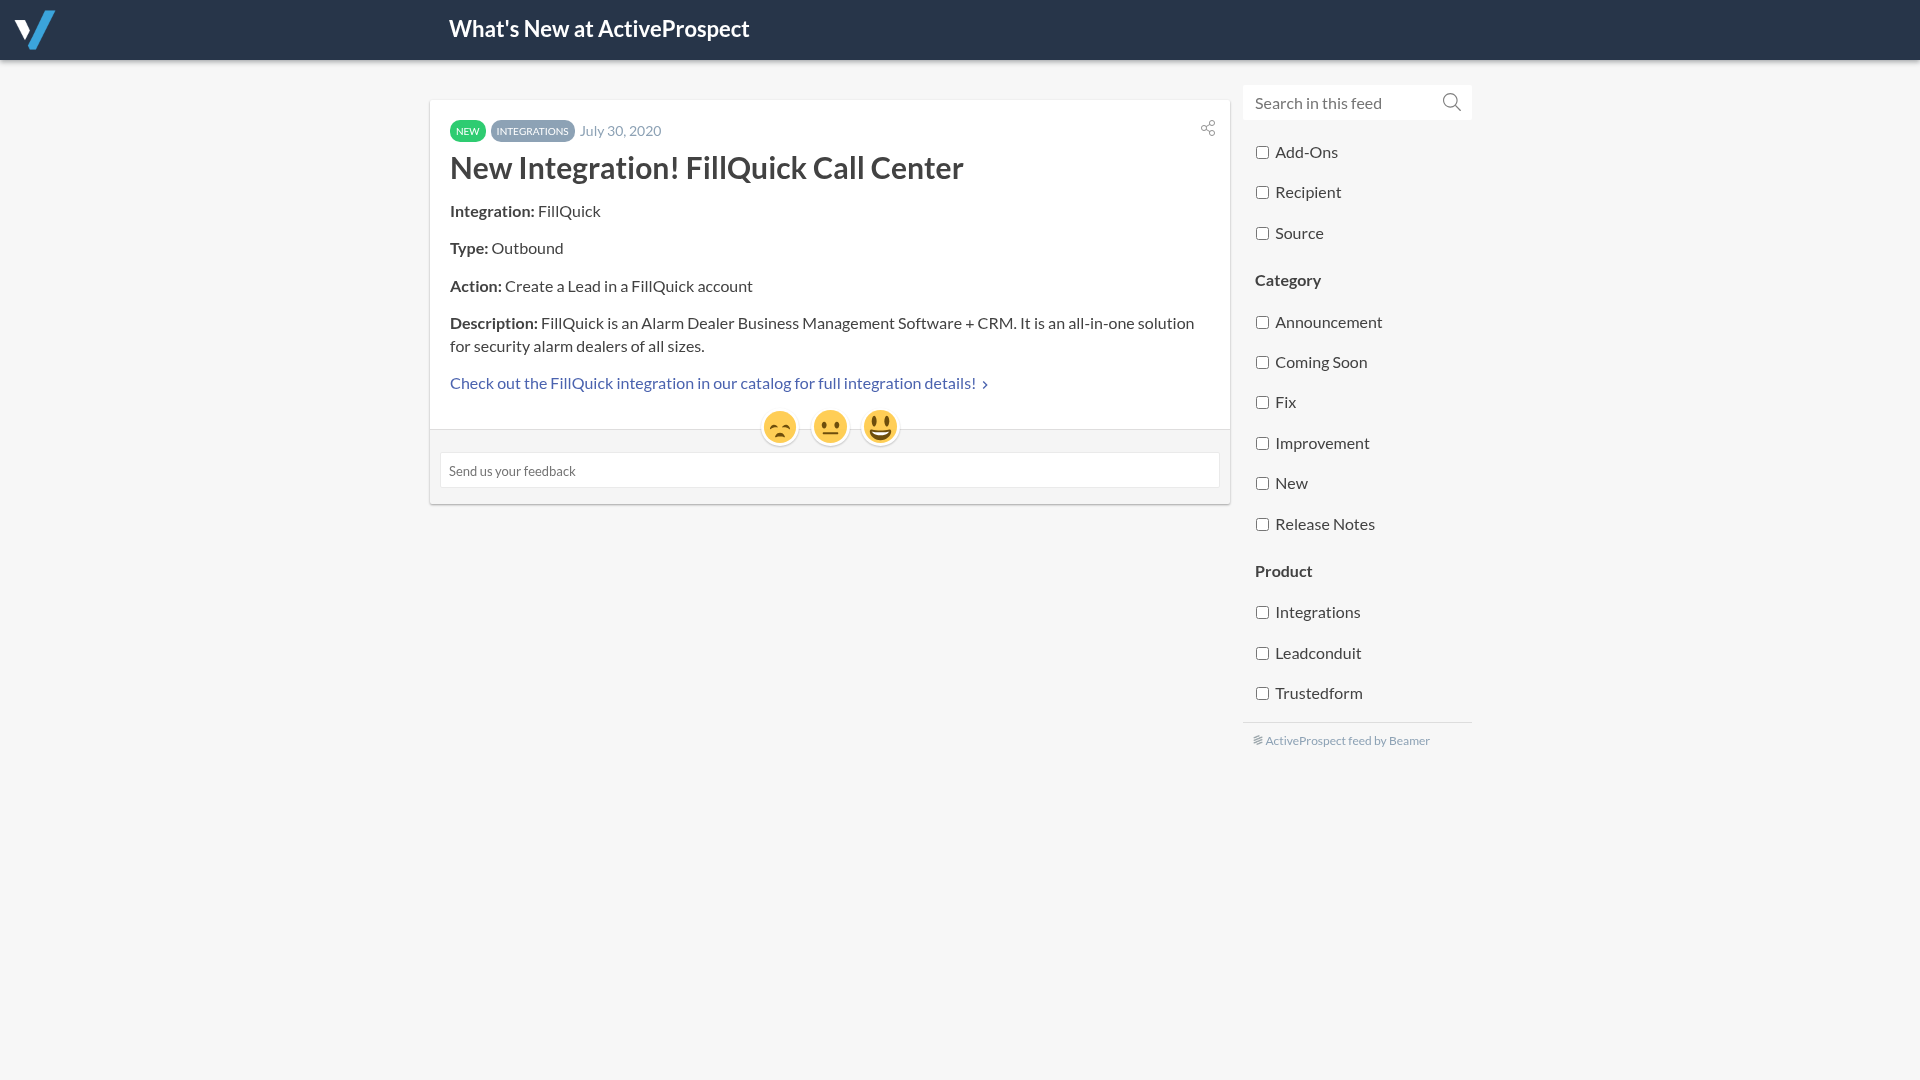 What's New at ActiveProspect
NEW INTEGRATIONS July 30, 2020
New Integration! FillQuick Call Center
Integration: FillQuick
Type: Outbound
Action: Create a Lead in a FillQuick account
Description: FillQuick is an Alarm Dealer Business Management Software + CRM. It is an all-in-one solution
for security alarm dealers of all sizes.
Check out the FillQuick integration in our catalog for full integration details! ›
Send us your feedback
Search in this feed
Add-Ons
Recipient
Source
Category
Announcement
Coming Soon
Fix
Improvement
New
Release Notes
Product
Integrations
Leadconduit
Trustedform
ActiveProspect feed by Beamer